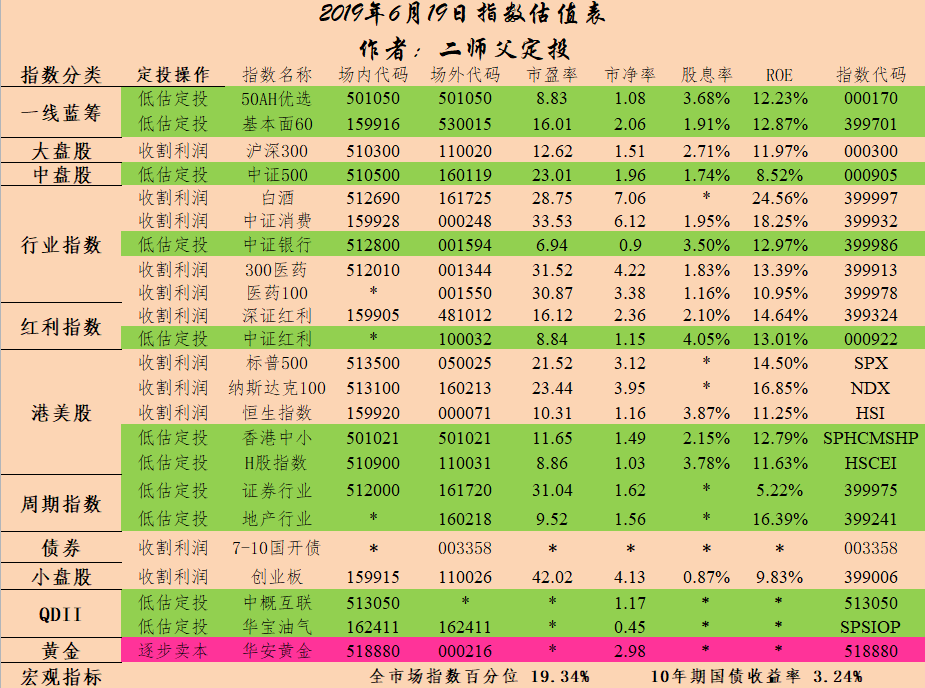 2019年6月19日指数估值表
作者：二师父定投
指数分类 定投操作 指数名称 场内代码 场外代码 市盈率 市净率 股息率 ROE 指数代码
一线蓝筹 低估定投 50AH优选 501050 501050 8.83 1.08 3.68% 12.23% 000170
低估定投 基本面60 159916 530015 16.01 2.06 1.91% 12.87% 399701
大盘股 收割利润 沪深300 510300 110020 12.62 1.51 2.71% 11.97% 000300
中盘股 低估定投 中证500 510500 160119 23.01 1.96 1.74% 8.52% 000905
行业指数 收割利润 白酒 512690 161725 28.75 7.06 * 24.56% 399997
收割利润 中证消费 159928 000248 33.53 6.12 1.95% 18.25% 399932
低估定投 中证银行 512800 001594 6.94 0.9 3.50% 12.97% 399986
收割利润 300医药 512010 001344 31.52 4.22 1.83% 13.39% 399913
收割利润 医药100 * 001550 30.87 3.38 1.16% 10.95% 399978
红利指数 收割利润 深证红利 159905 481012 16.12 2.36 2.10% 14.64% 399324
低估定投 中证红利 * 100032 8.84 1.15 4.05% 13.01% 000922
港美股 收割利润 标普500 513500 050025 21.52 3.12 * 14.50% SPX
收割利润 纳斯达克100 513100 160213 23.44 3.95 * 16.85% NDX
收割利润 恒生指数 159920 000071 10.31 1.16 3.87% 11.25% HSI
低估定投 香港中小 501021 501021 11.65 1.49 2.15% 12.79% SPHCMSHP
低估定投 H股指数 510900 110031 8.86 1.03 3.78% 11.63% HSCEI
周期指数 低估定投 证券行业 512000 161720 31.04 1.62 * 5.22% 399975
低估定投 地产行业 * 160218 9.52 1.56 * 16.39% 399241
债券 收割利润 7-10国开债 * 003358 * * * * 003358
小盘股 收割利润 创业板 159915 110026 42.02 4.13 0.87% 9.83% 399006
QDII 低估定投 中概互联 513050 * * 1.17 * * 513050
低估定投 华宝油气 162411 162411 * 0.45 * * SPSIOP
黄金 逐步卖本 华安黄金 518880 000216 * 2.98 * * 518880
宏观指标 全市场指数百分位 19.34% 10年期国债收益率 3.24%